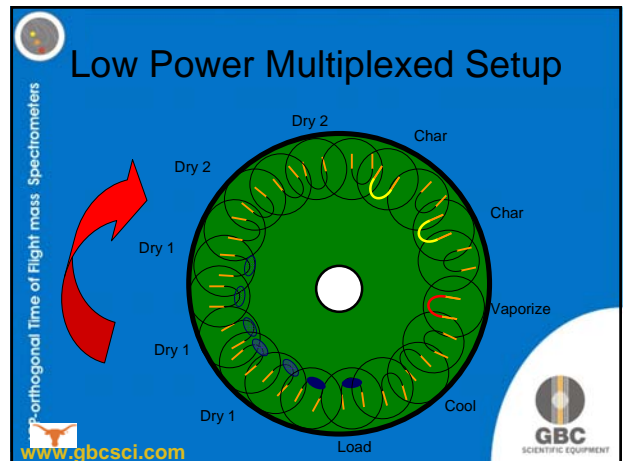 Low Power Multiplexed Setup
Dry 2
Char
Dry 2
Char
Dry 1
Vaporize
Dry 1
Cool
Dry 1
Load
-orthogonal Time of Flight mass Spectrometers
www.gbcsci.com
GBC
SCIENTIFIC EQUIPMENT